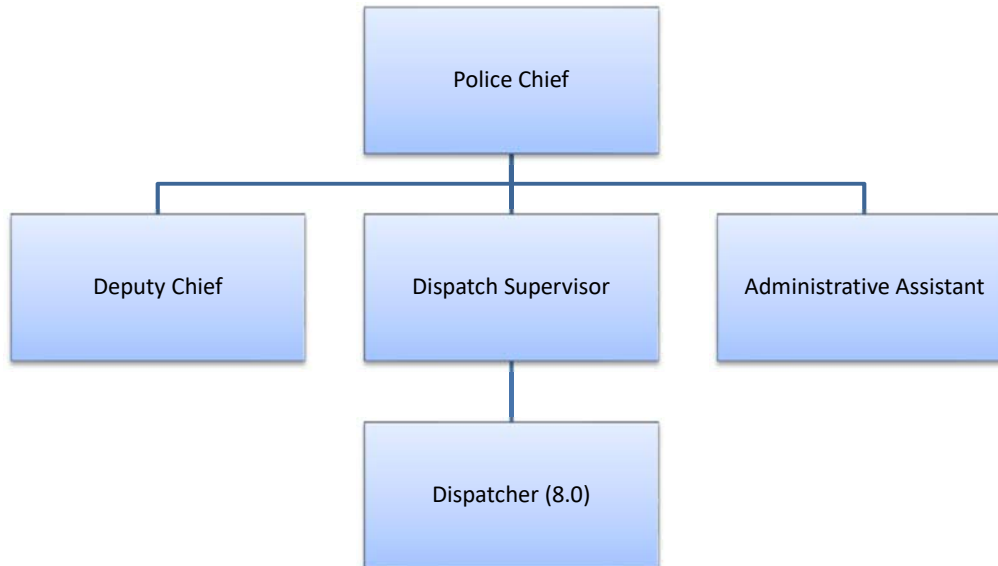 Police Chief
Deputy Chief
Dispatch Supervisor
Administrative Assistant
Dispatcher (8.0)